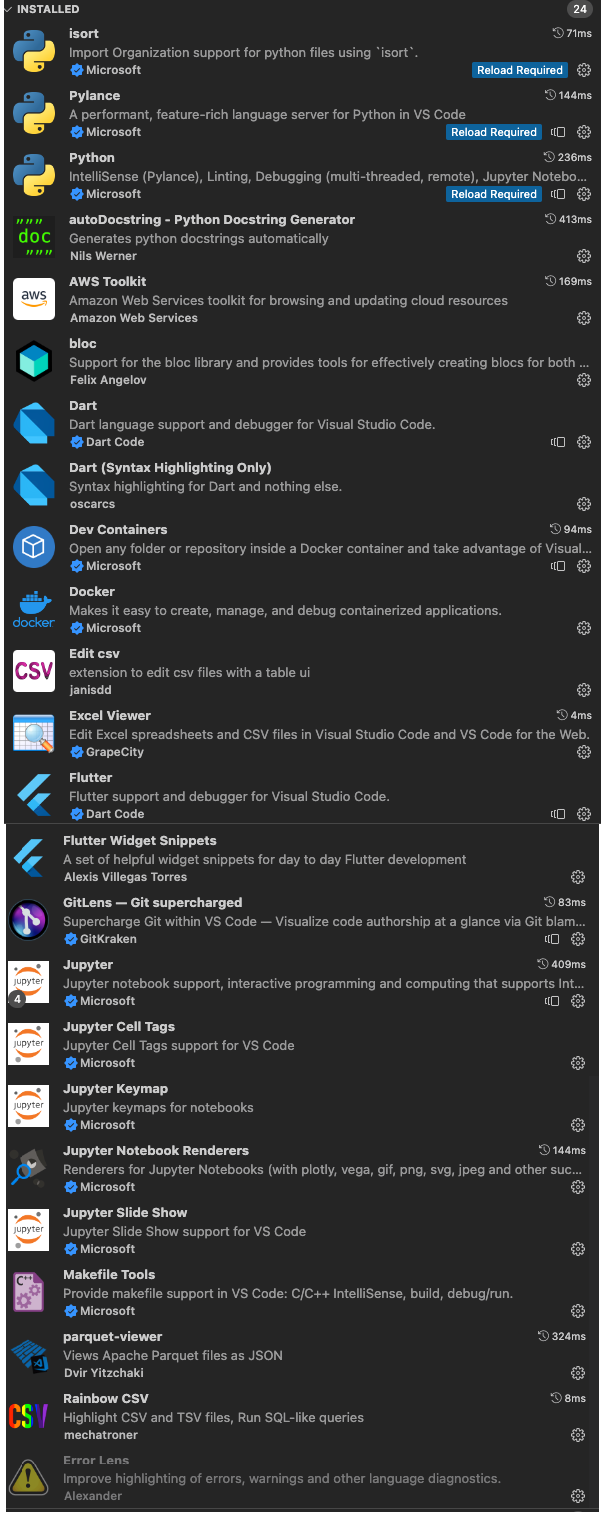 INSTALLED 24
isort 71ms
Import Organization support for python files using `isort`.
Microsoft Reload Required
Pylance 144ms
A performant, feature-rich language server for Python in VS Code
Microsoft Reload Required
Python 236ms
IntelliSense (Pylance), Linting, Debugging (multi-threaded, remote), Jupyter Notebo...
Microsoft Reload Required
""" doc """
autoDocstring - Python Docstring Generator 413ms
Generates python docstrings automatically
Nils Werner
aws
AWS Toolkit 169ms
Amazon Web Services toolkit for browsing and updating cloud resources
Amazon Web Services
bloc
Support for the bloc library and provides tools for effectively creating blocs for both ...
Felix Angelov
Dart
Dart language support and debugger for Visual Studio Code.
Dart Code
Dart (Syntax Highlighting Only)
Syntax highlighting for Dart and nothing else.
oscarcs
Dev Containers 94ms
Open any folder or repository inside a Docker container and take advantage of Visual...
Microsoft
Docker
Makes it easy to create, manage, and debug containerized applications.
docker Microsoft
Edit csv
CSV extension to edit csv files with a table ui
janisdd
Excel Viewer 4ms
Edit Excel spreadsheets and CSV files in Visual Studio Code and VS Code for the Web.
GrapeCity
Flutter
Flutter support and debugger for Visual Studio Code.
Dart Code
Flutter Widget Snippets
A set of helpful widget snippets for day to day Flutter development
Alexis Villegas Torres
GitLens — Git supercharged 83ms
Supercharge Git within VS Code — Visualize code authorship at a glance via Git blam...
GitKraken
Jupyter 409ms
jupyter Jupyter notebook support, interactive programming and computing that supports Int...
4 Microsoft
Jupyter Cell Tags
jupyter Jupyter Cell Tags support for VS Code
Microsoft
Jupyter Keymap
jupyter Jupyter keymaps for notebooks
Microsoft
Jupyter Notebook Renderers 144ms
Renderers for Jupyter Notebooks (with plotly, vega, gif, png, svg, jpeg and other suc...
Microsoft
Jupyter Slide Show
jupyter Jupyter Slide Show support for VS Code
Microsoft
C++ Makefile Tools
Provide makefile support in VS Code: C/C++ IntelliSense, build, debug/run.
Microsoft
parquet-viewer 324ms
Views Apache Parquet files as JSON
Dvir Yitzchaki
Rainbow CSV 8ms
CSV Highlight CSV and TSV files, Run SQL-like queries
mechatroner
Error Lens
Improve highlighting of errors, warnings and other language diagnostics.
Alexander